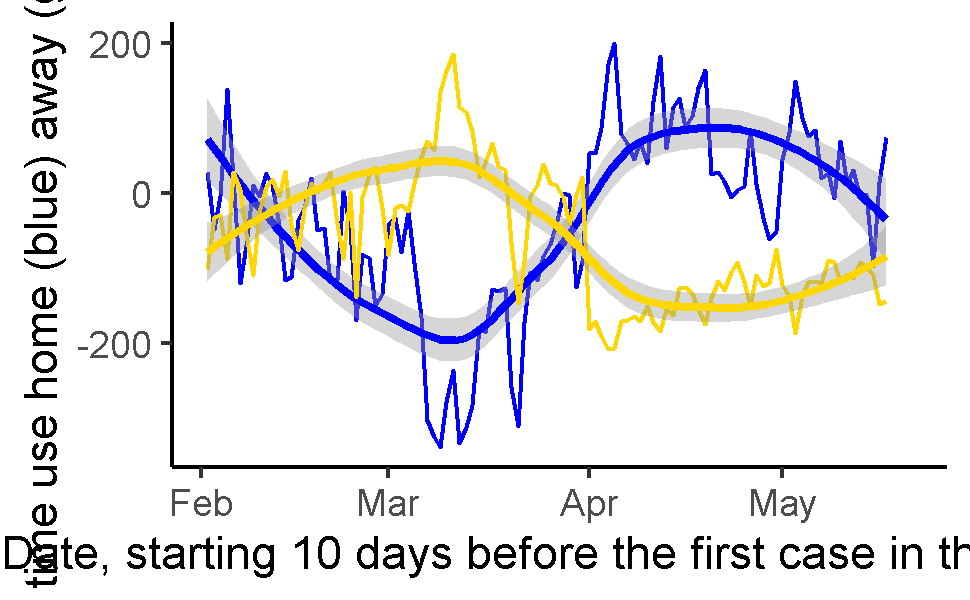 time use home (blue) away (g
200
0
-200
Feb Mar Apr May
Date, starting 10 days before the first case in th